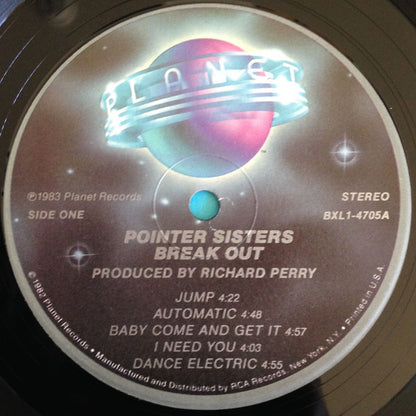 PLANET
℗1983 Planet Records
STEREO
SIDE ONE
BXL1-4705A
POINTER SISTERS
BREAK OUT
PRODUCED BY RICHARD PERRY
JUMP 4:22
AUTOMATIC 4:48
BABY COME AND GET IT 4:57
I NEED YOU 4:03
DANCE ELECTRIC 4:55
©1982 Planet Records • Manufactured and Distributed by RCA Records, New York, N.Y. • Printed in U.S.A.